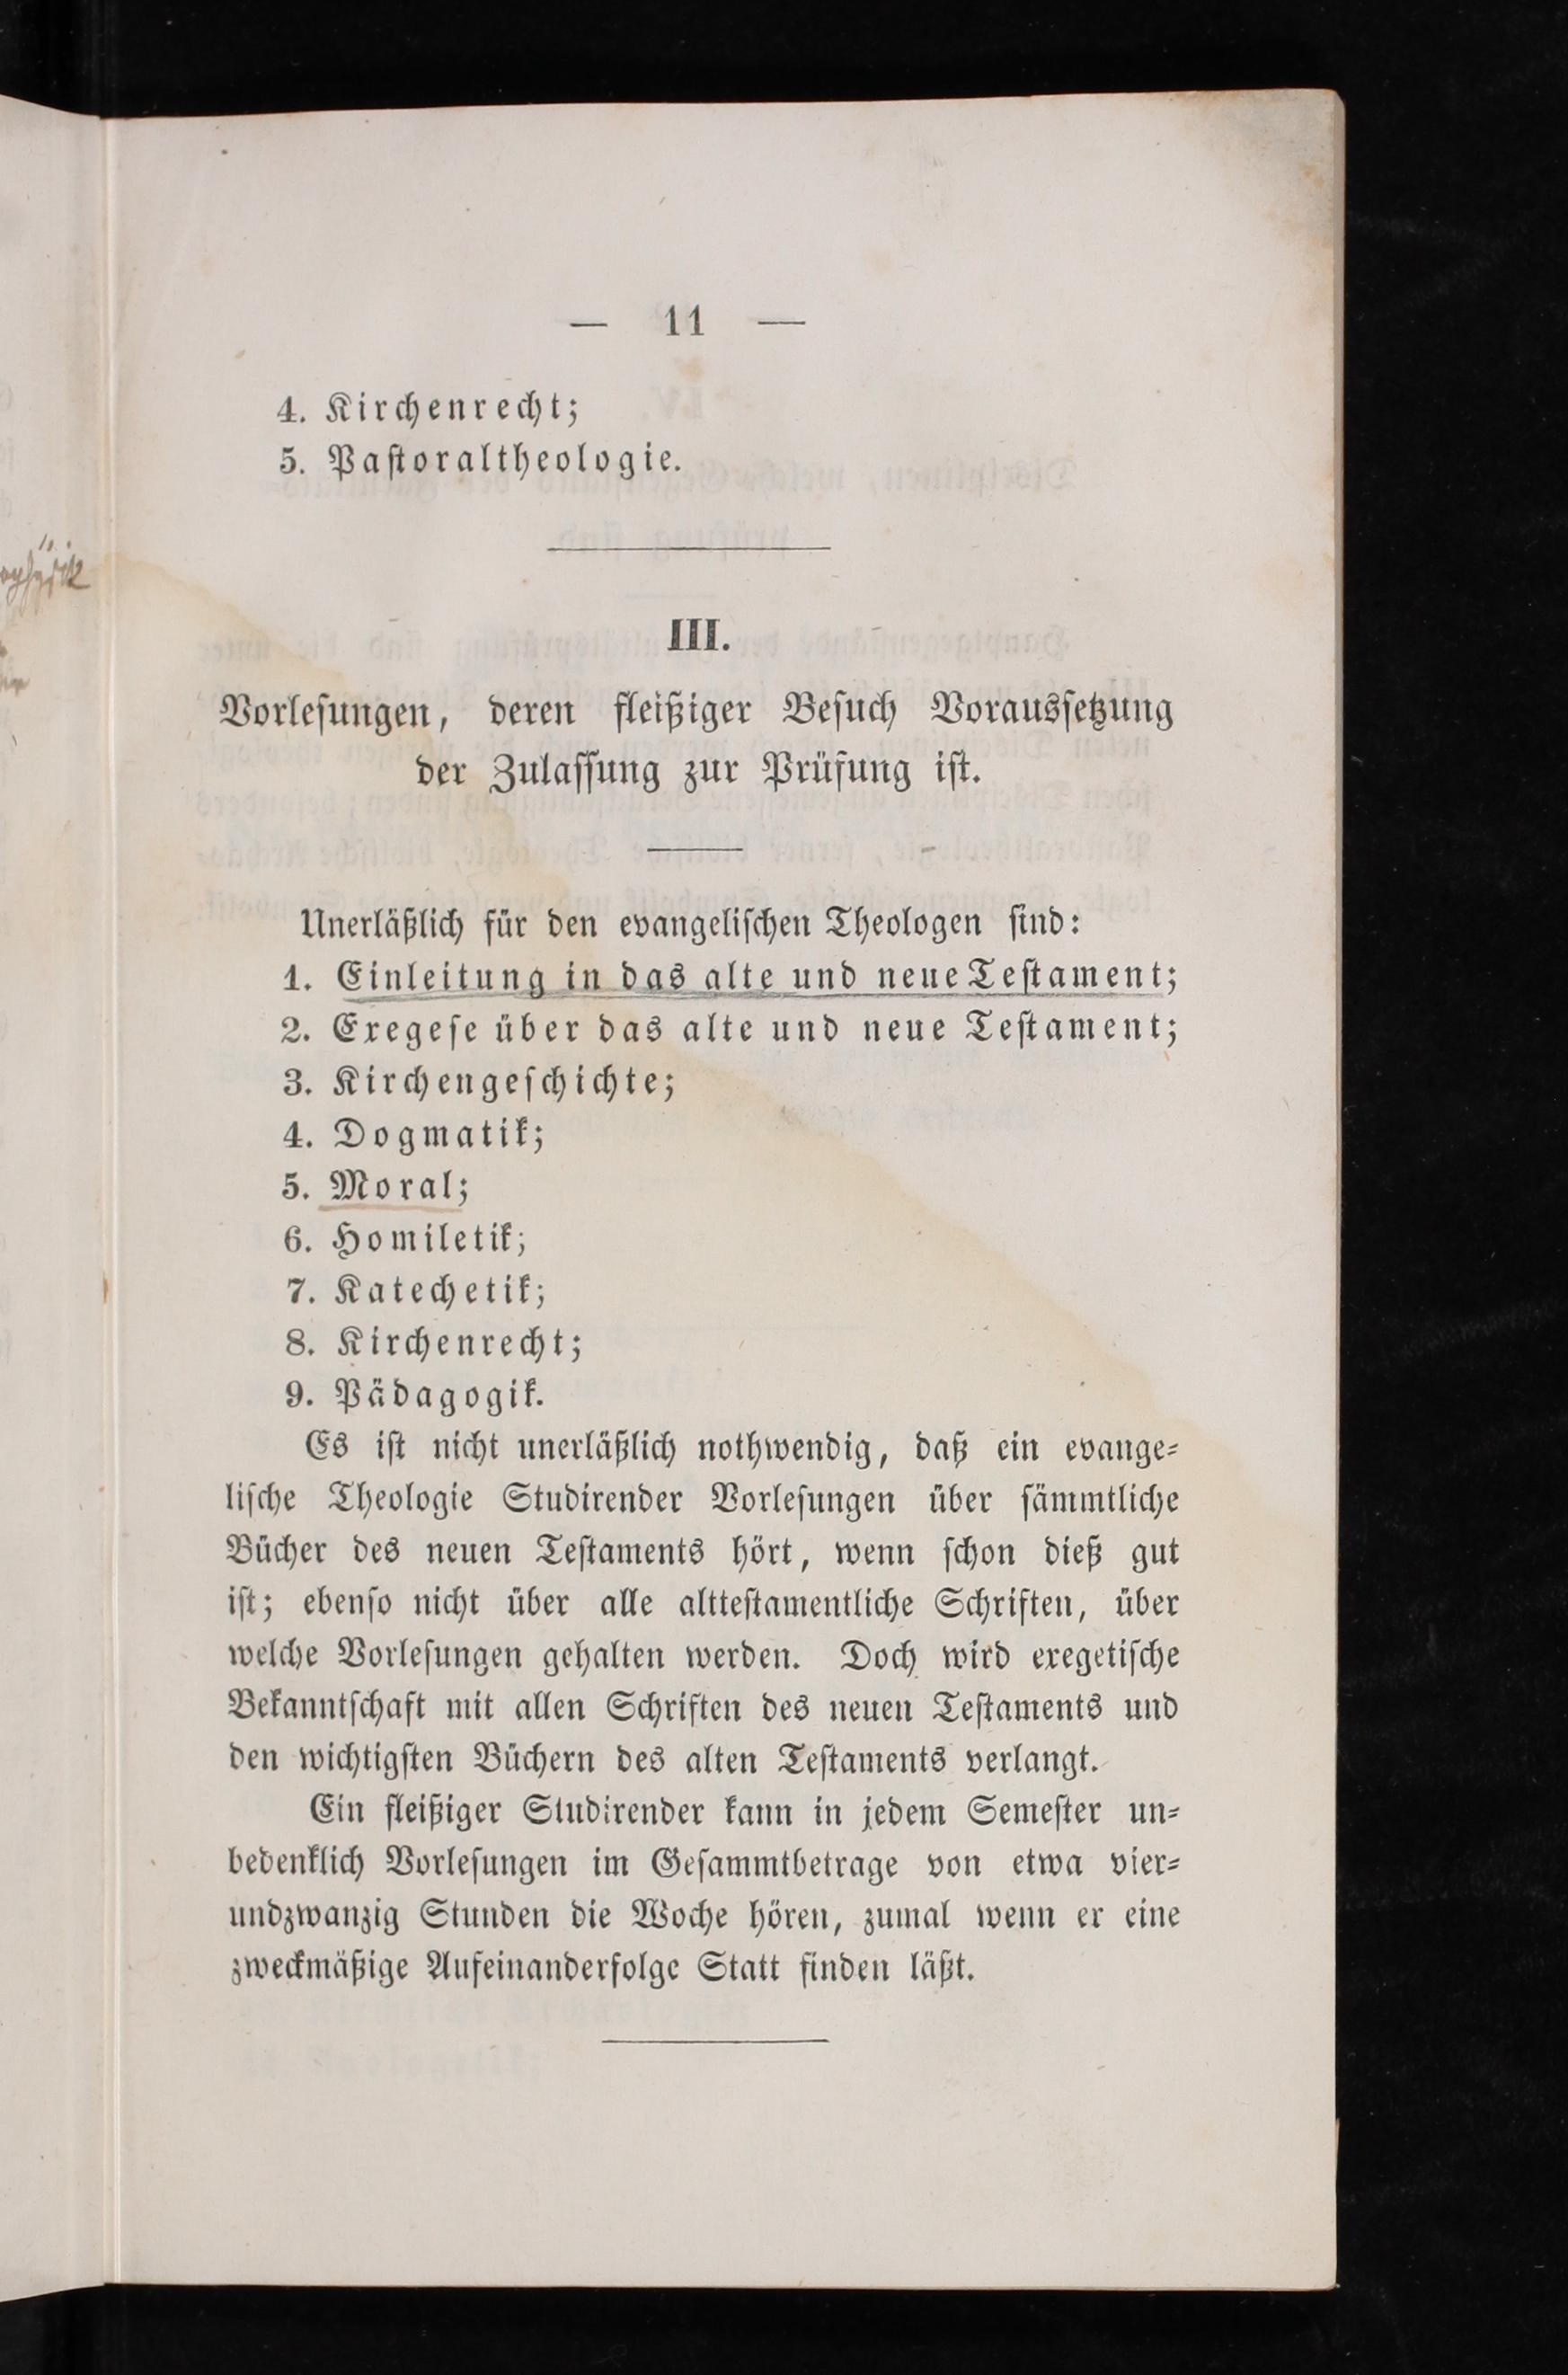 — 11 —
4. Kirchenrecht;
5. Pastoraltheologie.
III.
Vorlesungen, deren fleißiger Besuch Voraussetzung
der Zulassung zur Prüfung ist.
Unerläßlich für den evangelischen Theologen sind:
1. Einleitung in das alte und neue Testament;
2. Exegese über das alte und neue Testament;
3. Kirchengeschichte;
4. Dogmatik;
5. Moral;
6. Homiletik;
7. Katechetik;
8. Kirchenrecht;
9. Pädagogik.
Es ist nicht unerläßlich nothwendig, daß ein evange-
lische Theologie Studirender Vorlesungen über sämmtliche
Bücher des neuen Testaments hört, wenn schon dieß gut
ist; ebenso nicht über alle alttestamentliche Schriften, über
welche Vorlesungen gehalten werden. Doch wird exegetische
Bekanntschaft mit allen Schriften des neuen Testaments und
den wichtigsten Büchern des alten Testaments verlangt.
Ein fleißiger Studirender kann in jedem Semester un-
bedenklich Vorlesungen im Gesammtbetrage von etwa vier-
undzwanzig Stunden die Woche hören, zumal wenn er eine
zweckmäßige Aufeinanderfolge Statt finden läßt.